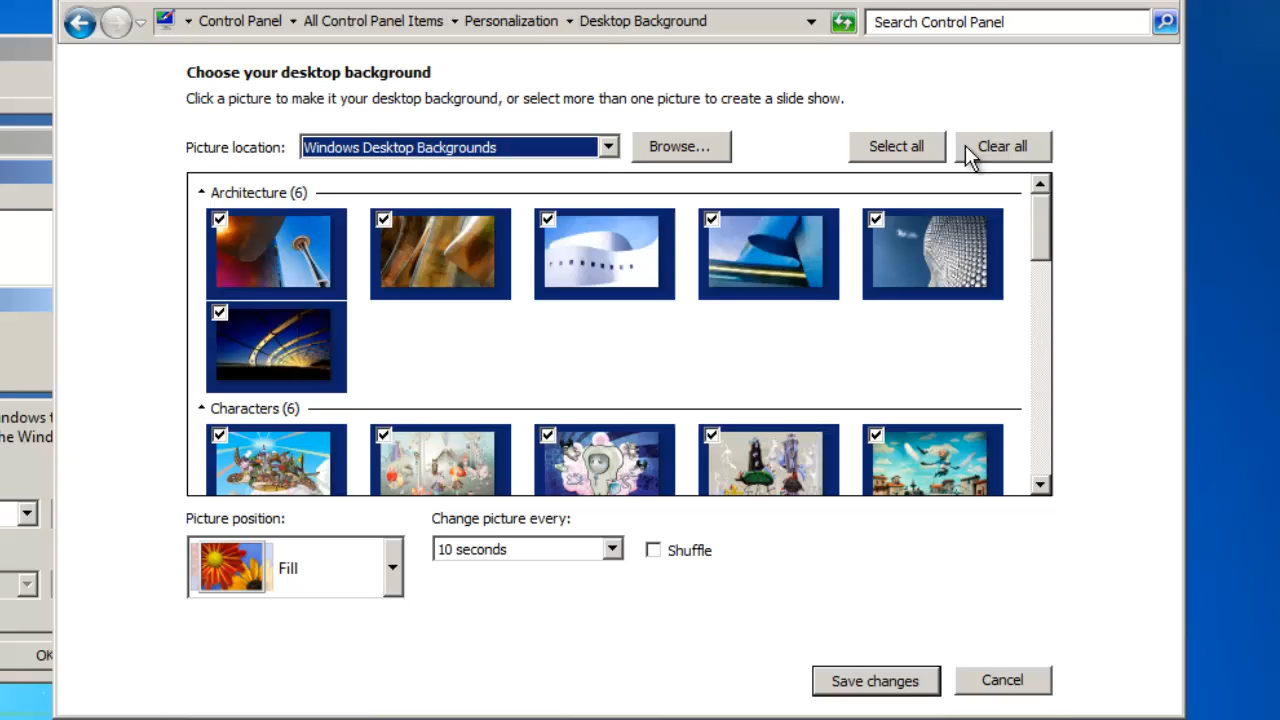 Control Panel All Control Panel Items Personalization Desktop Background
Search Control Panel
Choose your desktop background
Click a picture to make it your desktop background, or select more than one picture to create a slide show.
Picture location: Windows Desktop Backgrounds Browse... Select all Clear all
Architecture (6)
Characters (6)
indows t
he Wind
Picture position: Change picture every:
Fill 10 seconds Shuffle
OK
Save changes Cancel